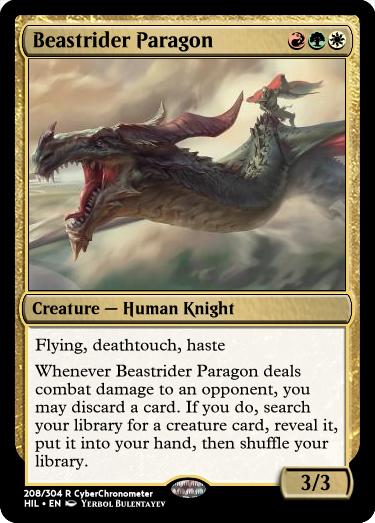 Beastrider Paragon
Creature — Human Knight
Flying, deathtouch, haste
Whenever Beastrider Paragon deals
combat damage to an opponent, you
may discard a card. If you do, search
your library for a creature card, reveal it,
put it into your hand, then shuffle your
library.
3/3
208/304 R CyberChronometer
HIL • EN Yerbol Bulentayev